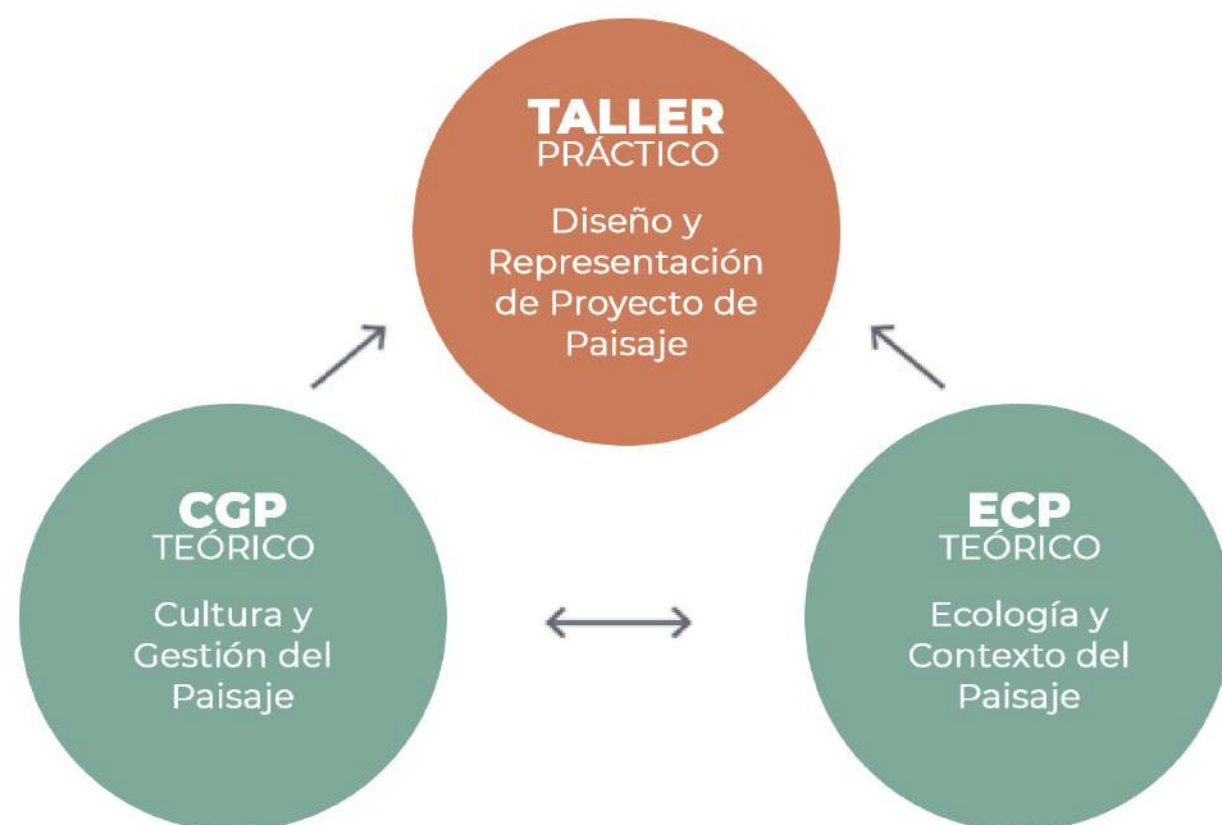 TALLER
PRÁCTICO
Diseño y
Representación
de Proyecto de
Paisaje
CGP
TEÓRICO
Cultura y
Gestión del
Paisaje
ECP
TEÓRICO
Ecología y
Contexto del
Paisaje